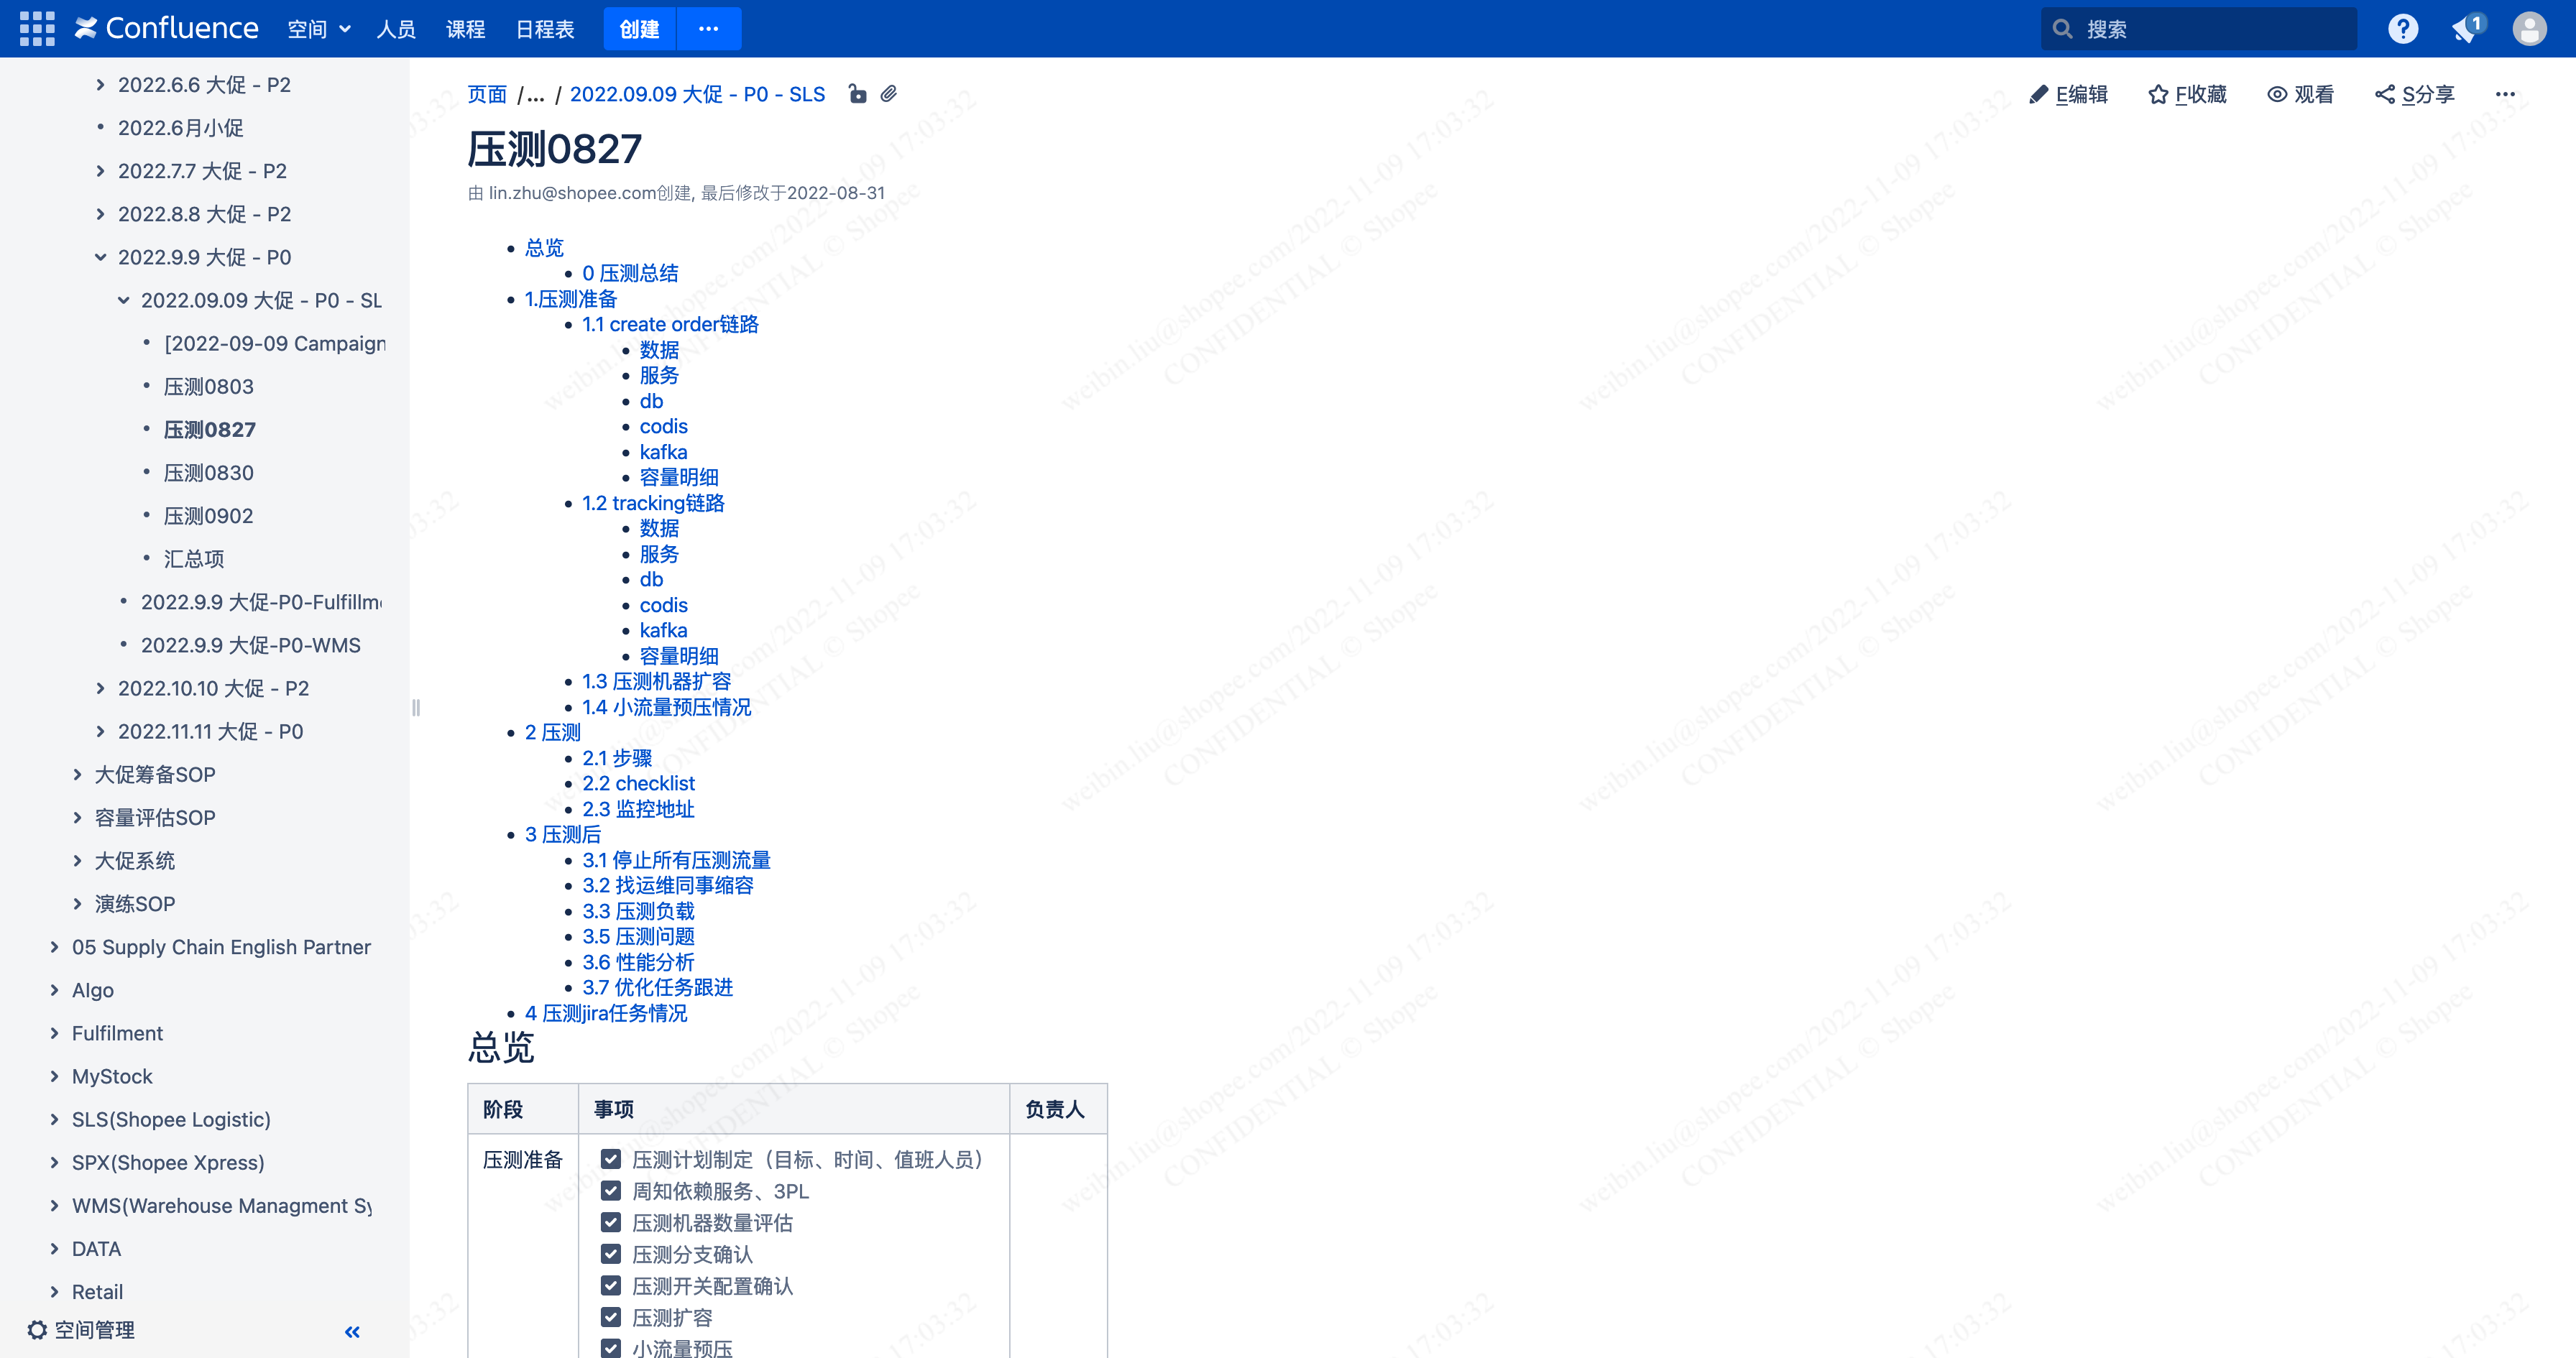 Confluence
空间
人员
课程
日程表
创建
搜索
1
2022.6.6 大促 - P2
2022.6月小促
2022.7.7 大促 - P2
2022.8.8 大促 - P2
2022.9.9 大促 - P0
2022.09.09 大促 - P0 - SL
[2022-09-09 Campaign
压测0803
压测0827
压测0830
压测0902
汇总项
2022.9.9 大促-P0-Fulfillm
2022.9.9 大促-P0-WMS
2022.10.10 大促 - P2
2022.11.11 大促 - P0
大促筹备SOP
容量评估SOP
大促系统
演练SOP
05 Supply Chain English Partner
Algo
Fulfilment
MyStock
SLS(Shopee Logistic)
SPX(Shopee Xpress)
WMS(Warehouse Managment Sy
DATA
Retail
空间管理
页面 /... / 2022.09.09 大促 - P0 - SLS
E编辑
F收藏
观看
S分享
压测0827
由 lin.zhu@shopee.com创建, 最后修改于2022-08-31
总览
0 压测总结
1.压测准备
1.1 create order链路
数据
服务
db
codis
kafka
容量明细
1.2 tracking链路
数据
服务
db
codis
kafka
容量明细
1.3 压测机器扩容
1.4 小流量预压情况
2 压测
2.1 步骤
2.2 checklist
2.3 监控地址
3 压测后
3.1 停止所有压测流量
3.2 找运维同事缩容
3.3 压测负载
3.5 压测问题
3.6 性能分析
3.7 优化任务跟进
4 压测jira任务情况
总览
阶段 事项 负责人
压测准备
压测计划制定（目标、时间、值班人员）
周知依赖服务、3PL
压测机器数量评估
压测分支确认
压测开关配置确认
压测扩容
小流量预压
weibin.liu@shopee.com/2022-11-09 17:03:32
CONFIDENTIAL © Shopee